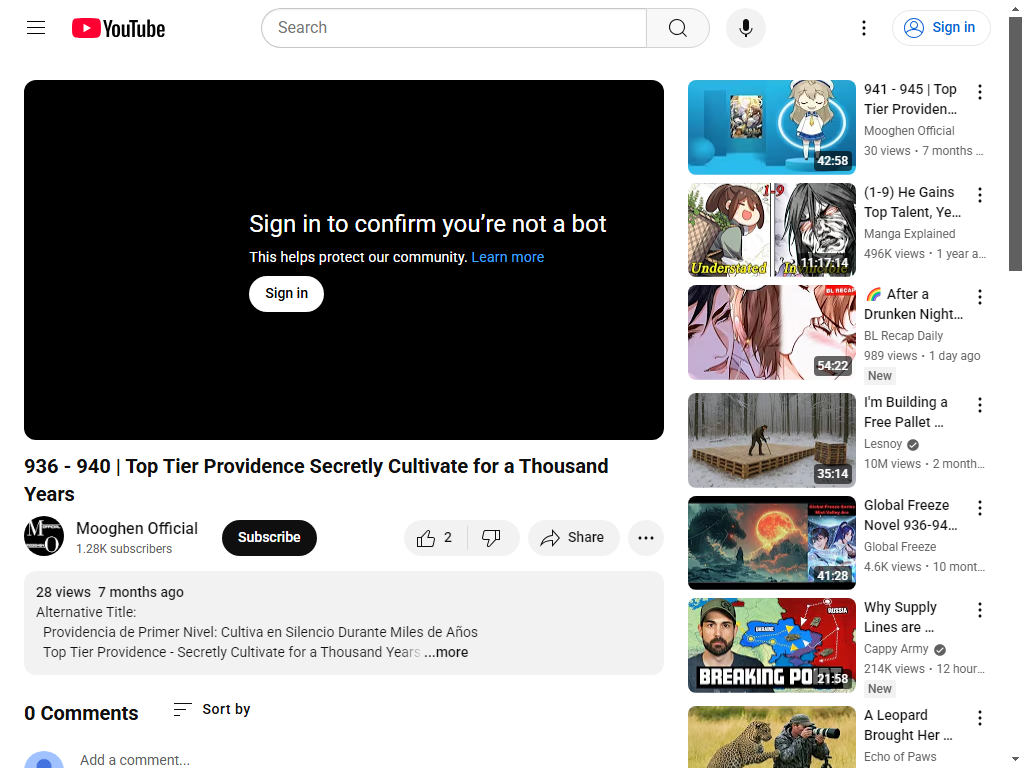 YouTube
Search
Sign in
Sign in to confirm you're not a bot
This helps protect our community. Learn more
Sign in
936 - 940 | Top Tier Providence Secretly Cultivate for a Thousand
Years
Mooghen Official
1.28K subscribers
Subscribe
2
Share
28 views 7 months ago
Alternative Title:
Providencia de Primer Nivel: Cultiva en Silencio Durante Miles de Años
Top Tier Providence - Secretly Cultivate for a Thousand Years ...more
0 Comments
Sort by
Add a comment...
42:58
941 - 945 | Top
Tier Providen...
Mooghen Official
30 views • 7 months ...
1-9
Understated
11:17:14
(1-9) He Gains
Top Talent, Ye...
Manga Explained
496K views • 1 year a...
BL RECAP
54:22
🌈 After a
Drunken Night...
BL Recap Daily
989 views • 1 day ago
New
35:14
I'm Building a
Free Pallet ...
Lesnoy
10M views • 2 month...
41:28
Global Freeze
Novel 936-94...
Global Freeze
4.6K views • 10 mont...
RUSSIA
UKRAINE
BREAKING
21:58
Why Supply
Lines are ...
Cappy Army
214K views • 12 hour...
New
A Leopard
Brought Her ...
Echo of Paws